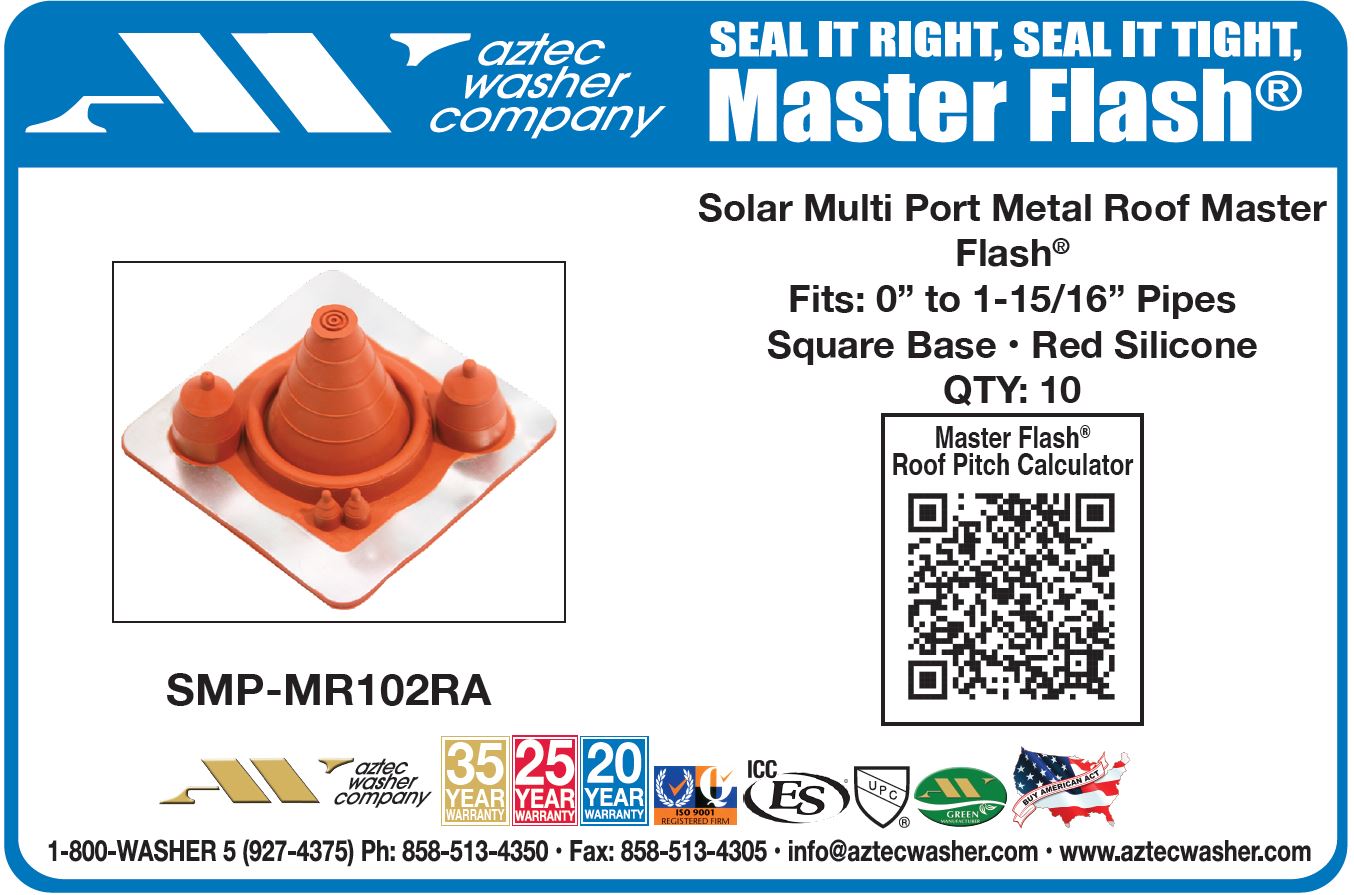 aztec
washer
company
SEAL IT RIGHT, SEAL IT TIGHT,
Master Flash®
Solar Multi Port Metal Roof Master
Flash®
Fits: 0” to 1-15/16” Pipes
Square Base • Red Silicone
QTY: 10
Master Flash®
Roof Pitch Calculator
SMP-MR102RA
aztec
washer
company
35
YEAR
WARRANTY
25
YEAR
WARRANTY
20
YEAR
WARRANTY
Q
ISO 9001
REGISTERED FIRM
ICC
ES
UPC
®
GREEN
MANUFACTURER
BUY AMERICAN ACT
1-800-WASHER 5 (927-4375) Ph: 858-513-4350 • Fax: 858-513-4305 • info@aztecwasher.com • www.aztecwasher.com